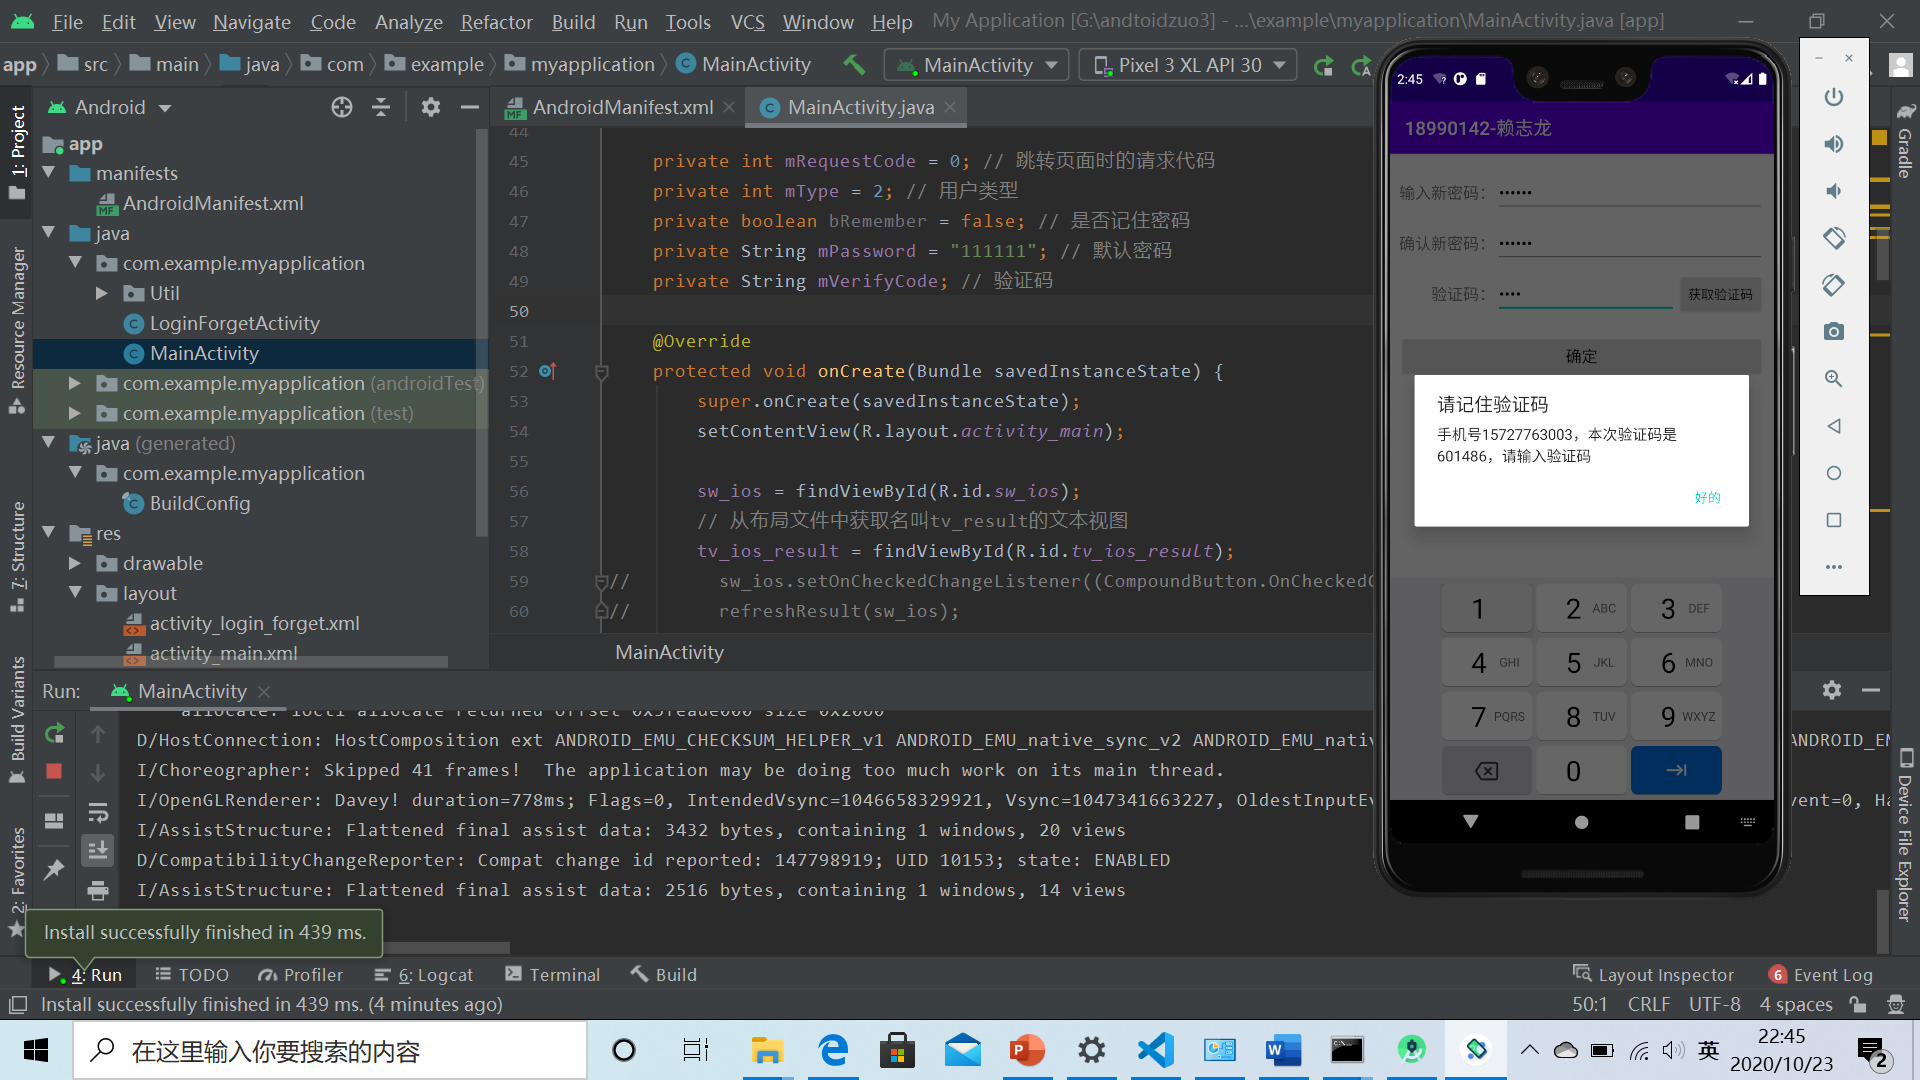 File Edit View Navigate Code Analyze Refactor Build Run Tools VCS Window Help My Application [G:\andtoidzuo3] - ...\example\myapplication\MainActivity.java [app]
app src main java com example myapplication MainActivity MainActivity Pixel 3 XL API 30
Android
AndroidManifest.xml MainActivity.java
1: Project
Resource Manager
7: Structure
Build Variants
2: Favorites
app
manifests
AndroidManifest.xml
java
com.example.myapplication
Util
LoginForgetActivity
MainActivity
com.example.myapplication (androidTest)
com.example.myapplication (test)
java (generated)
com.example.myapplication
BuildConfig
res
drawable
layout
activity_login_forget.xml
activity_main.xml
44
45 private int mRequestCode = 0; // 跳转页面时的请求代码
46 private int mType = 2; // 用户类型
47 private boolean bRemember = false; // 是否记住密码
48 private String mPassword = "111111"; // 默认密码
49 private String mVerifyCode; // 验证码
50
51 @Override
52 protected void onCreate(Bundle savedInstanceState) {
53 super.onCreate(savedInstanceState);
54 setContentView(R.layout.activity_main);
55
56 sw_ios = findViewById(R.id.sw_ios);
57 // 从布局文件中获取名叫tv_result的文本视图
58 tv_ios_result = findViewById(R.id.tv_ios_result);
59 // sw_ios.setOnCheckedChangeListener((CompoundButton.OnCheckedC
60 // refreshResult(sw_ios);
MainActivity
2:45
18990142-赖志龙
输入新密码： ••••••
确认新密码： ••••••
验证码： •••• 获取验证码
确定
请记住验证码
手机号15727763003，本次验证码是
601486，请输入验证码
好的
1 2 ABC 3 DEF
4 GHI 5 JKL 6 MNO
7 PQRS 8 TUV 9 WXYZ
0
Gradle
Device File Explorer
Run: MainActivity
allocate: ioctl allocate returned offset 0x3feade000 size 0x2000
D/HostConnection: HostComposition ext ANDROID_EMU_CHECKSUM_HELPER_v1 ANDROID_EMU_native_sync_v2 ANDROID_EMU_nativ ANDROID_EM
I/Choreographer: Skipped 41 frames!  The application may be doing too much work on its main thread.
I/OpenGLRenderer: Davey! duration=778ms; Flags=0, IntendedVsync=1046658329921, Vsync=1047341663227, OldestInputEv vent=0, Ha
I/AssistStructure: Flattened final assist data: 3432 bytes, containing 1 windows, 20 views
D/CompatibilityChangeReporter: Compat change id reported: 147798919; UID 10153; state: ENABLED
I/AssistStructure: Flattened final assist data: 2516 bytes, containing 1 windows, 14 views
Install successfully finished in 439 ms.
4: Run TODO Profiler 6: Logcat Terminal Build Layout Inspector 6 Event Log
Install successfully finished in 439 ms. (4 minutes ago) 50:1 CRLF UTF-8 4 spaces
在这里输入你要搜索的内容
英
22:45
2020/10/23
2